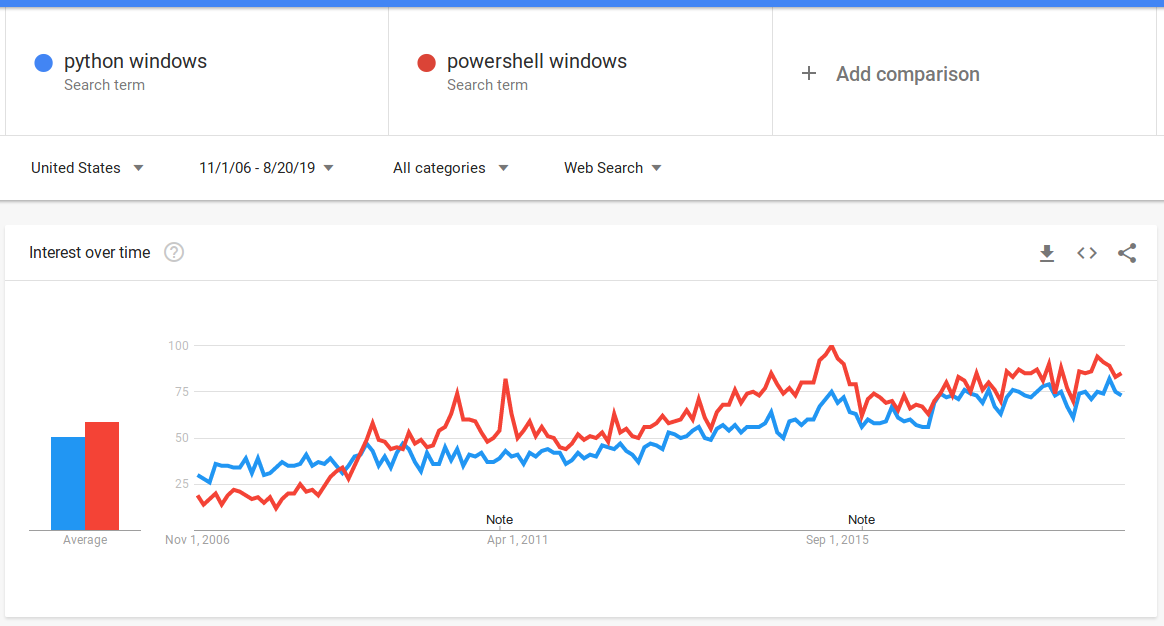 python windows
Search term
powershell windows
Search term
+ Add comparison
United States
11/1/06 - 8/20/19
All categories
Web Search
Interest over time ?
100
75
50
25
Note
Note
Average
Nov 1, 2006
Apr 1, 2011
Sep 1, 2015